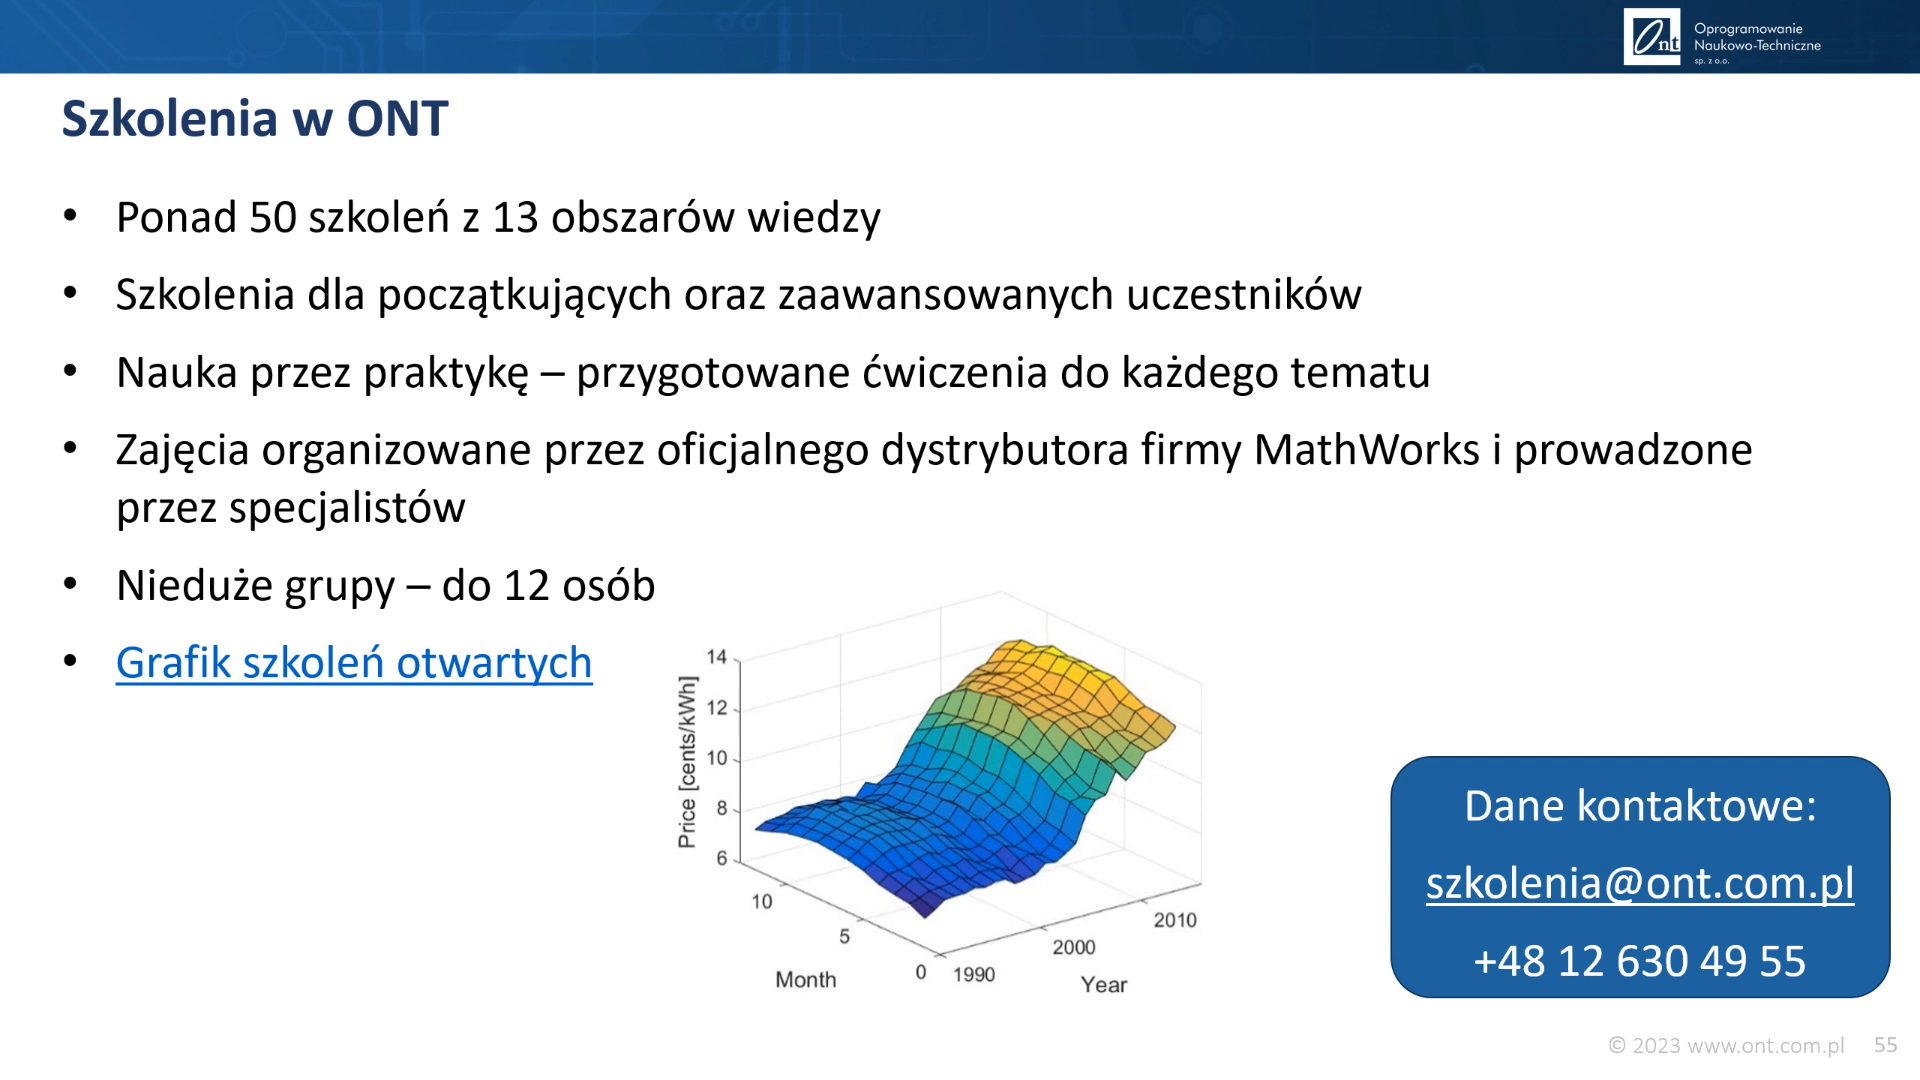 Ont
Oprogramowanie
Naukowo-Techniczne
sp. z o.o.
Szkolenia w ONT
• Ponad 50 szkoleń z 13 obszarów wiedzy
• Szkolenia dla początkujących oraz zaawansowanych uczestników
• Nauka przez praktykę – przygotowane ćwiczenia do każdego tematu
• Zajęcia organizowane przez oficjalnego dystrybutora firmy MathWorks i prowadzone
przez specjalistów
• Nieduże grupy – do 12 osób
• Grafik szkoleń otwartych
Price [cents/kWh]
14
12
10
8
6
10
5
0
Month
1990
2000
2010
Year
Dane kontaktowe:
szkolenia@ont.com.pl
+48 12 630 49 55
© 2023 www.ont.com.pl 55